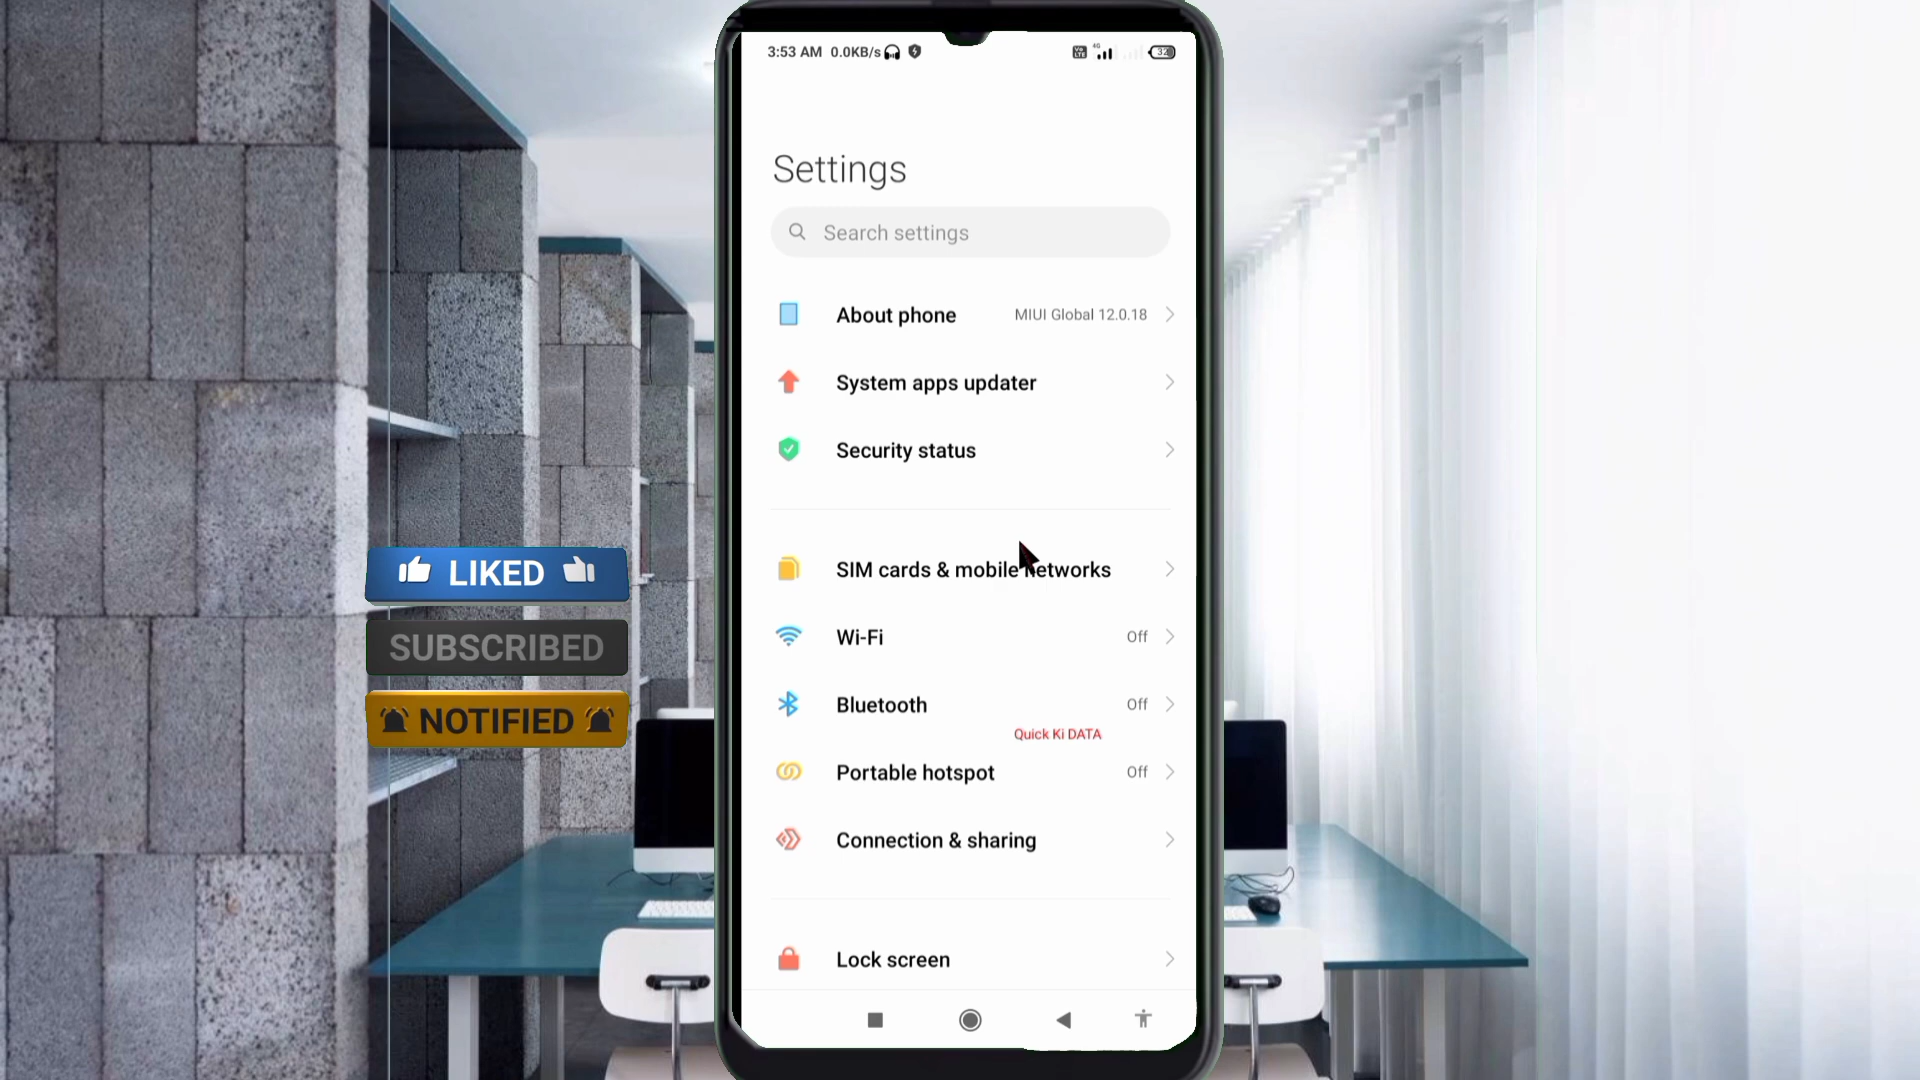 3:53 AM 0.0KB/s
4G
32
Settings
Search settings
About phone MIUI Global 12.0.18
System apps updater
Security status
SIM cards & mobile networks
Wi-Fi Off
Bluetooth Off
Quick Ki DATA
Portable hotspot Off
Connection & sharing
Lock screen
LIKED
SUBSCRIBED
NOTIFIED